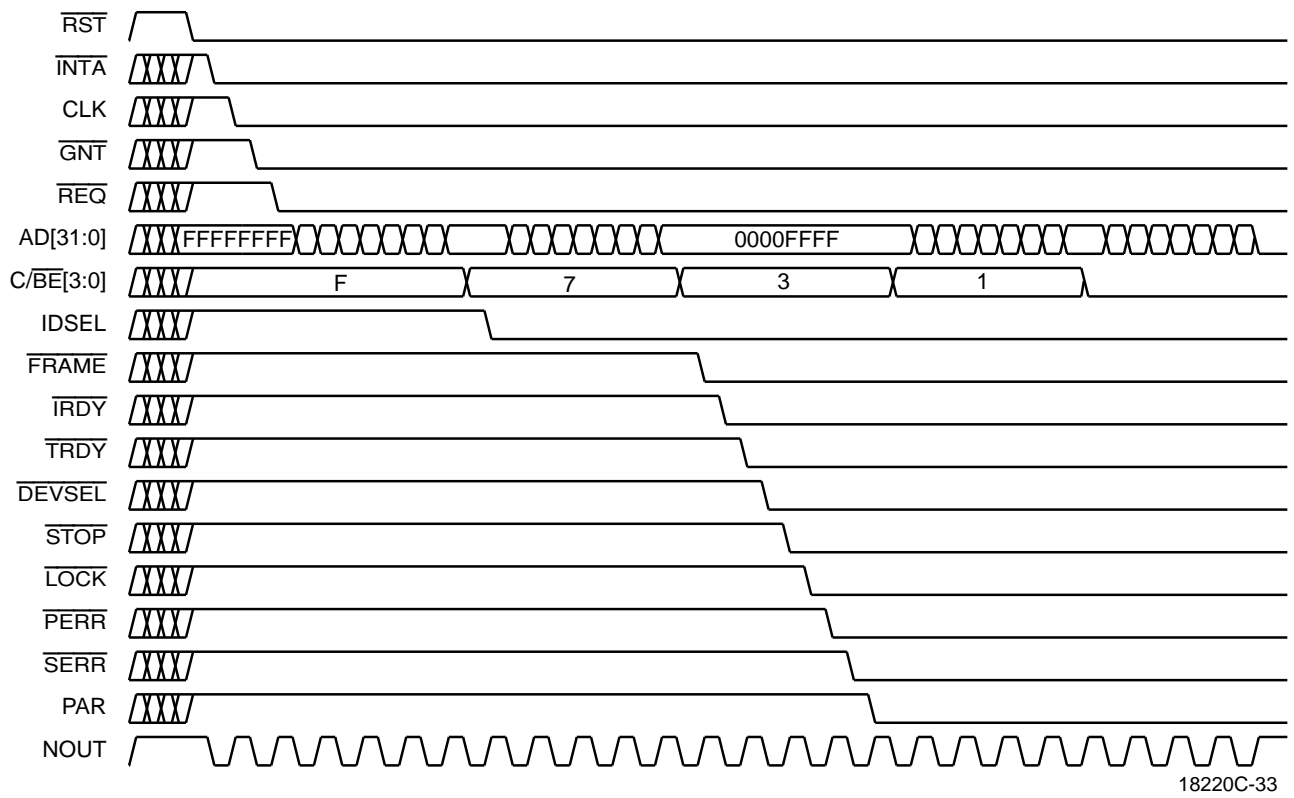 RST
INTA
CLK
GNT
REQ
AD[31:0] FFFFFFFF 0000FFFF
C/BE[3:0] F 7 3 1
IDSEL
FRAME
IRDY
TRDY
DEVSEL
STOP
LOCK
PERR
SERR
PAR
NOUT
18220C-33